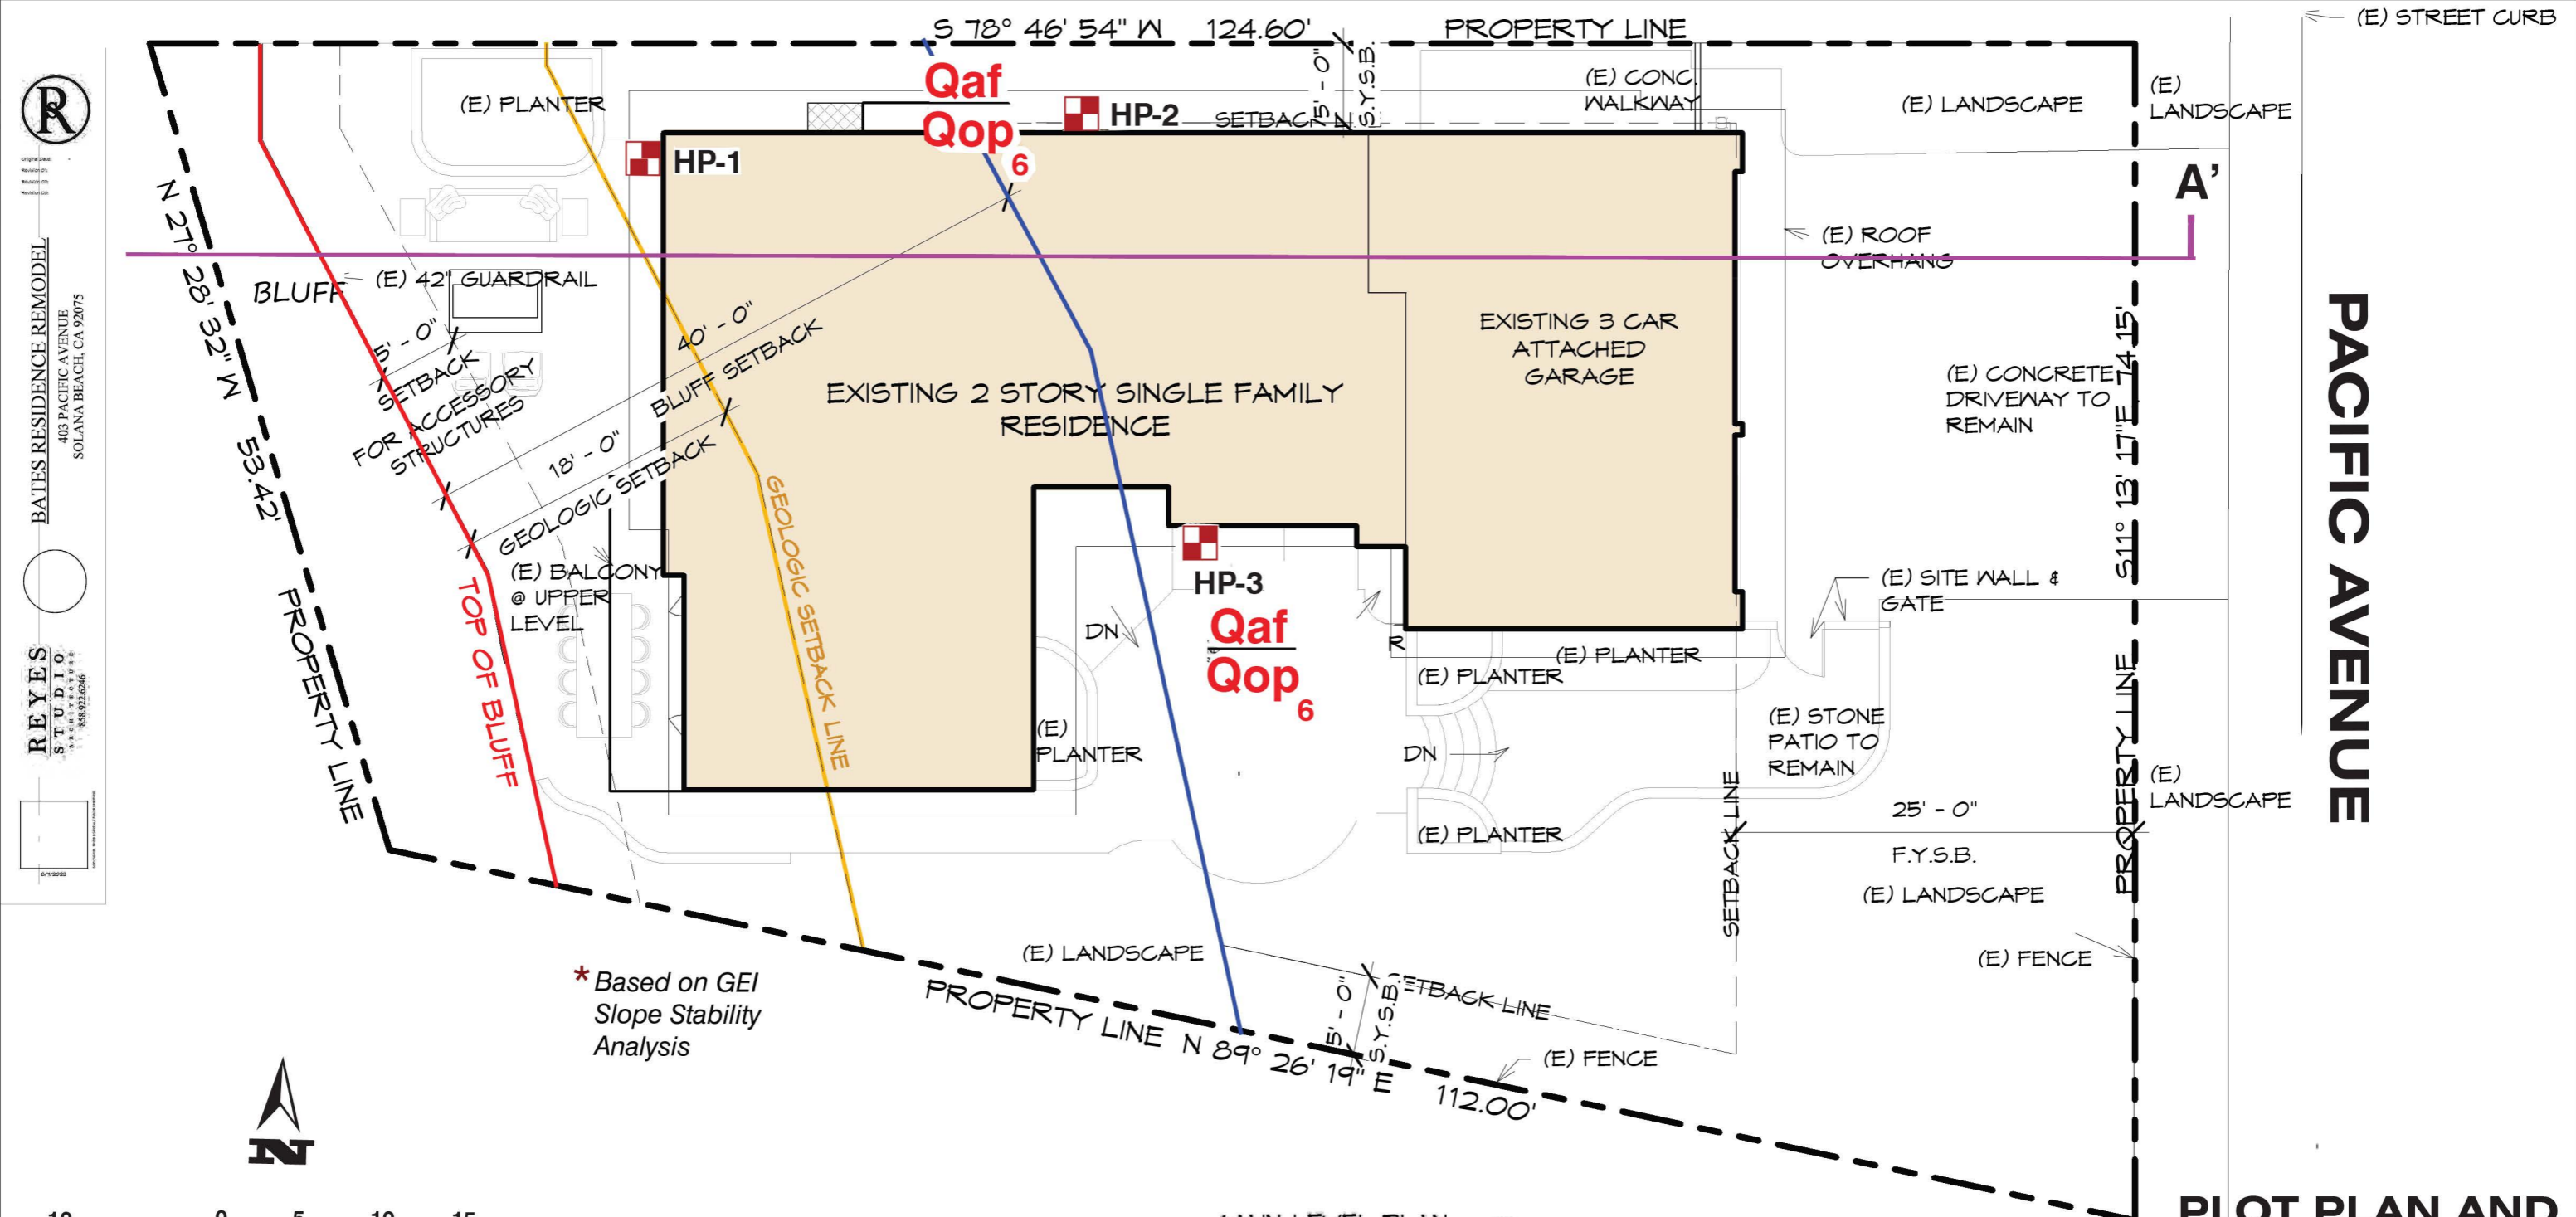 S 78° 46' 54" W 124.60'
PROPERTY LINE
(E) STREET CURB
5' - 0"
S.Y.S.B.
Qaf
Qop
6
(E) PLANTER
HP-2
SETBACK
(E) CONC.
WALKWAY
(E) LANDSCAPE
(E)
LANDSCAPE
HP-1
A'
N 27° 28' 32" W 53.42'
PROPERTY LINE
(E) ROOF
OVERHANG
BLUFF
(E) 42" GUARDRAIL
5' - 0"
SETBACK
FOR ACCESSORY
STRUCTURES
40' - 0"
BLUFF SETBACK
18' - 0"
GEOLOGIC SETBACK
EXISTING 2 STORY SINGLE FAMILY
RESIDENCE
EXISTING 3 CAR
ATTACHED
GARAGE
(E) CONCRETE
DRIVEWAY TO
REMAIN
S11° 13' 17"E 74.15'
PROPERTY LINE
PACIFIC AVENUE
GEOLOGIC SETBACK LINE
TOP OF BLUFF
(E) BALCONY
@ UPPER
LEVEL
HP-3
Qaf
Qop
6
DN
R
(E) SITE WALL &
GATE
(E) PLANTER
(E) PLANTER
(E)
PLANTER
DN
(E) STONE
PATIO TO
REMAIN
(E) PLANTER
SETBACK LINE
25' - 0"
F.Y.S.B.
(E) LANDSCAPE
(E)
LANDSCAPE
(E) FENCE
(E) LANDSCAPE
* Based on GEI
Slope Stability
Analysis
PROPERTY LINE N 89° 26' 19" E 112.00'
5' - 0"
S.Y.S.B.
ETBACK LINE
(E) FENCE
N
R
S
BATES RESIDENCE REMODEL
403 PACIFIC AVENUE
SOLANA BEACH, CA 92075
REYES
STUDIO
ARCHITECTURE
858.922.6246
PLOT PLAN AND